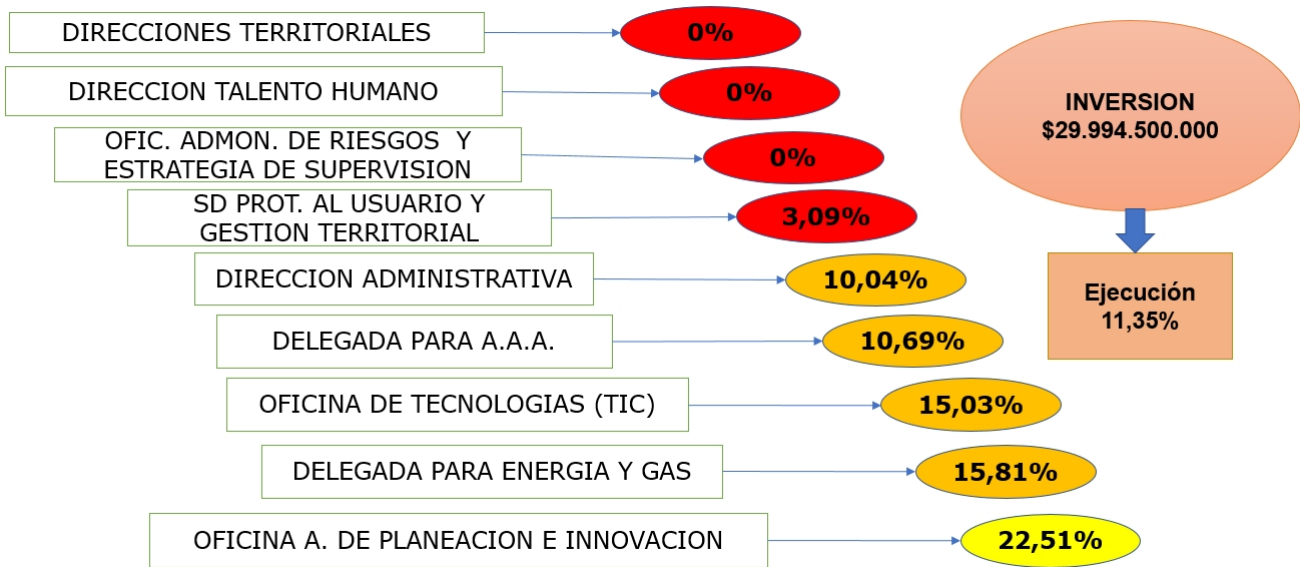 DIRECCIONES TERRITORIALES
0%
DIRECCION TALENTO HUMANO
0%
OFIC. ADMON. DE RIESGOS Y
ESTRATEGIA DE SUPERVISION
0%
SD PROT. AL USUARIO Y
GESTION TERRITORIAL
3,09%
DIRECCION ADMINISTRATIVA
10,04%
DELEGADA PARA A.A.A.
10,69%
OFICINA DE TECNOLOGIAS (TIC)
15,03%
DELEGADA PARA ENERGIA Y GAS
15,81%
OFICINA A. DE PLANEACION E INNOVACION
22,51%
INVERSION
$29.994.500.000
Ejecución
11,35%